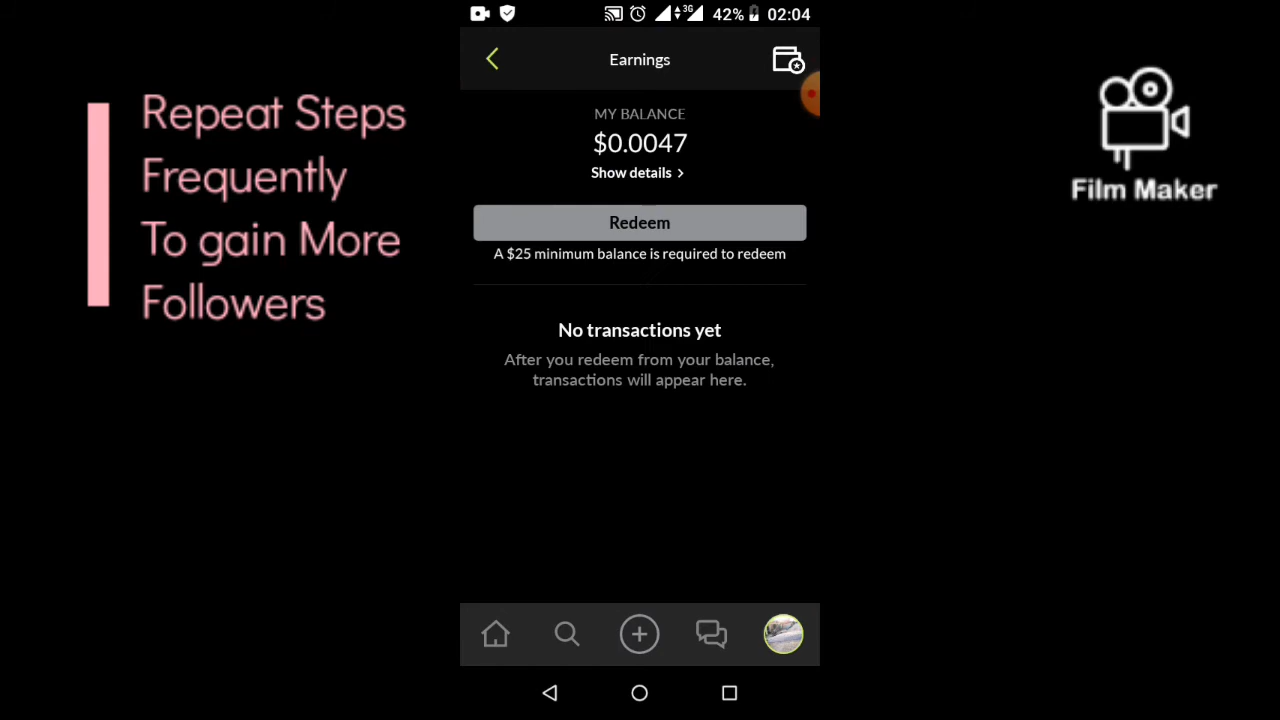 3G 42% 02:04
Earnings
Repeat Steps
Frequently
To gain More
Followers
MY BALANCE
$0.0047
Show details >
Redeem
A $25 minimum balance is required to redeem
No transactions yet
After you redeem from your balance,
transactions will appear here.
Film Maker